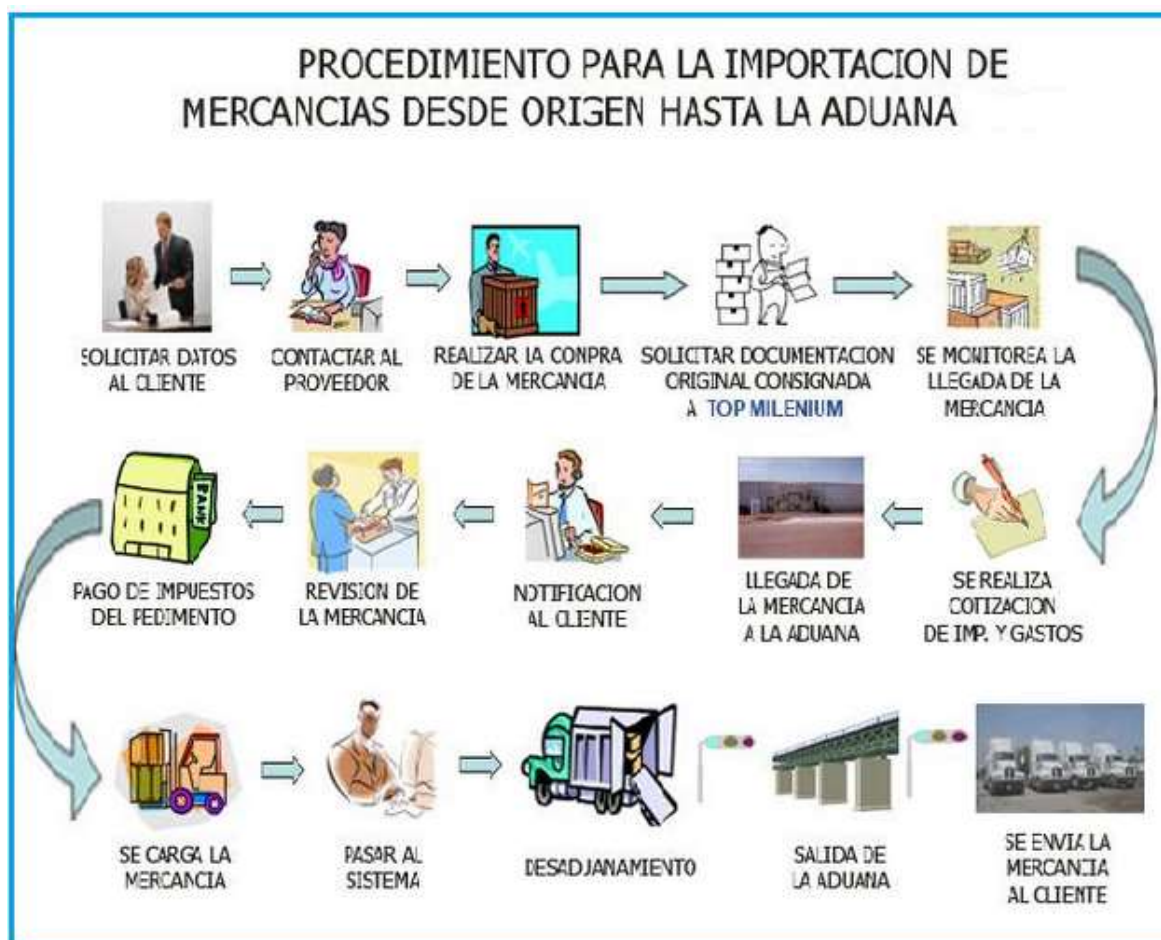 PROCEDIMIENTO PARA LA IMPORTACION DE
MERCANCIAS DESDE ORIGEN HASTA LA ADUANA
SOLICITAR DATOS
AL CLIENTE
CONTACTAR AL
PROVEEDOR
REALIZAR LA CONPRA
DE LA MERCANCIA
SOLICITAR DOCUMENTACION
ORIGINAL CONSIGNADA
A TOP MILENIUM
SE MONITOREA LA
LLEGADA DE LA
MERCANCIA
BANK
PAGO DE IMPUESTOS
DEL PEDIMENTO
REVISION DE
LA MERCANCIA
NOTIFICACION
AL CLIENTE
LLEGADA DE
LA MERCANCIA
A LA ADUANA
SE REALIZA
COTIZACION
DE IMP. Y GASTOS
SE CARGA LA
MERCANCIA
PASAR AL
SISTEMA
DESADJANAMIENTO
SALIDA DE
LA ADUANA
SE ENVIA LA
MERCANCIA
AL CLIENTE